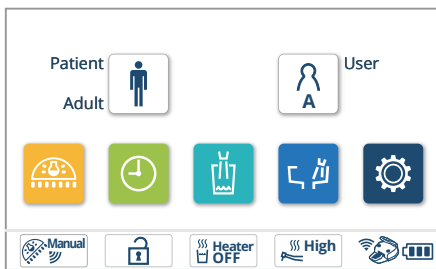 Patient
User
Adult
A
Manual
Heater
OFF
High